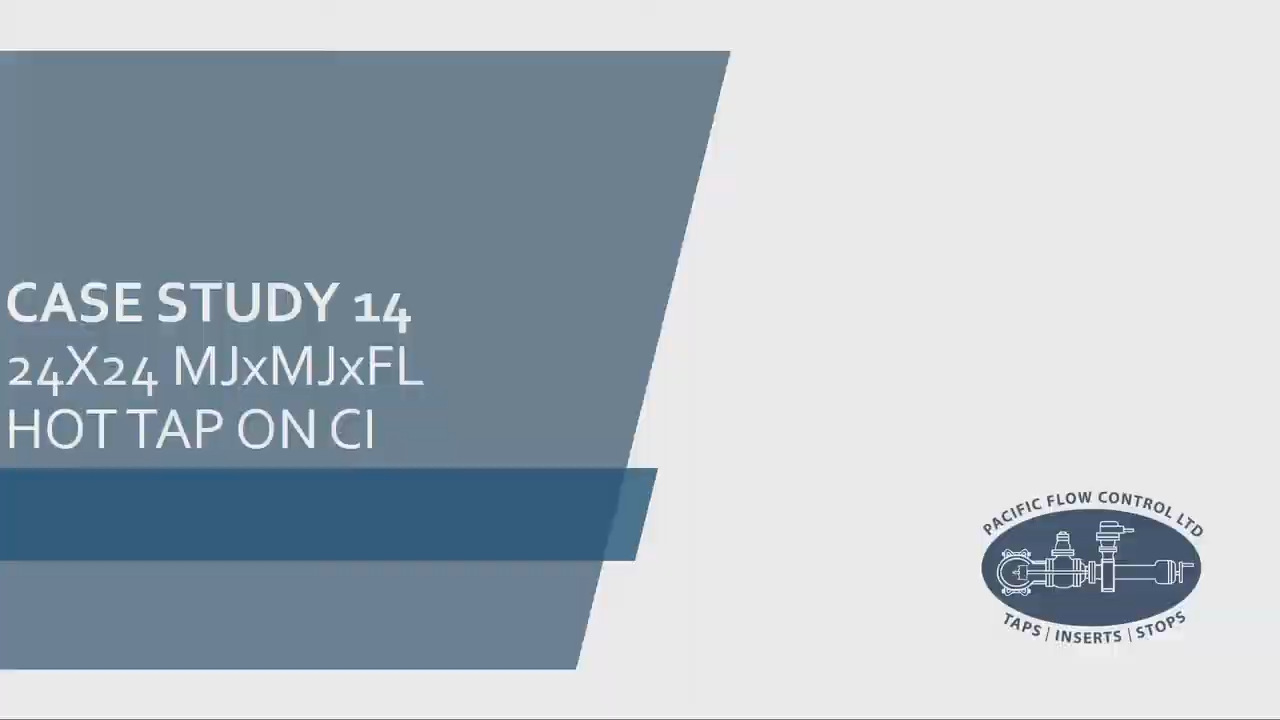 CASE STUDY 14
24X24 MJxMJxFL
HOT TAP ON CI
PACIFIC FLOW CONTROL LTD
TAPS | INSERTS | STOPS